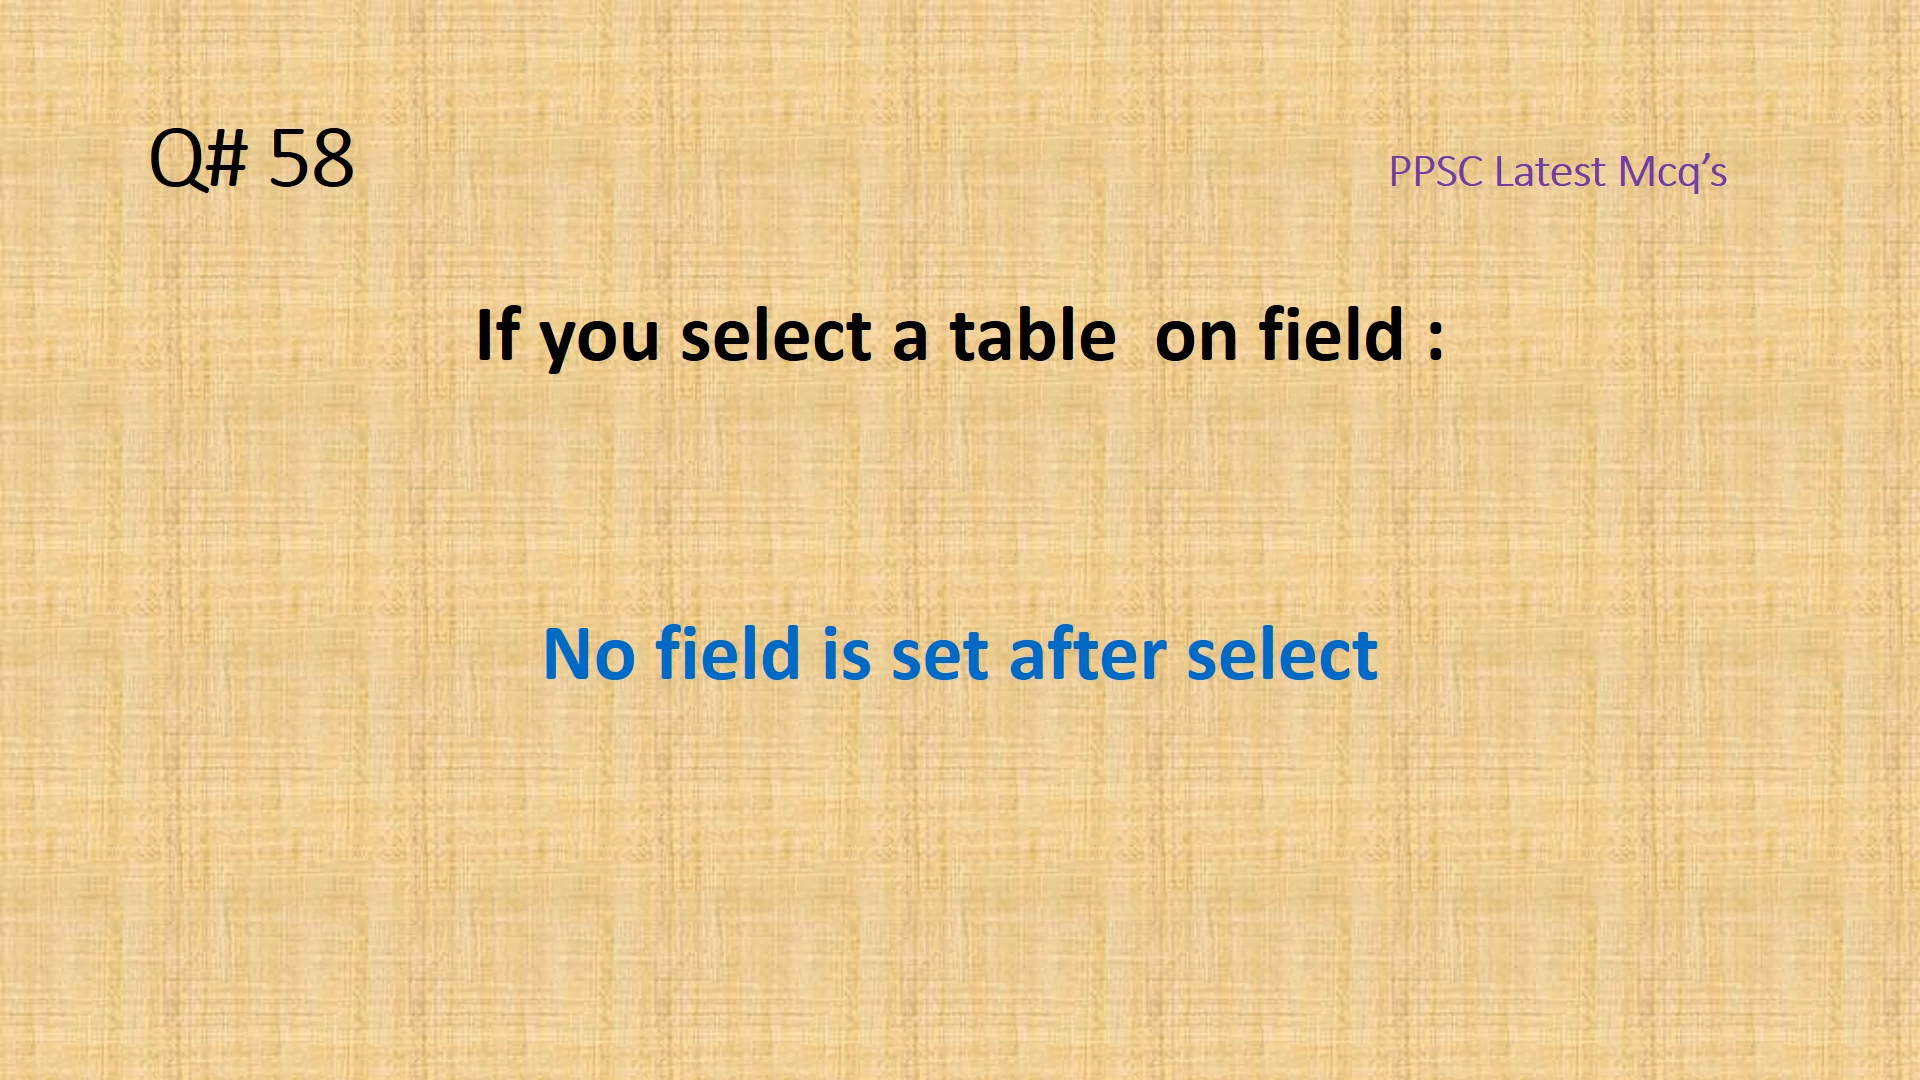 Q# 58
PPSC Latest Mcq’s
If you select a table  on field :
No field is set after select